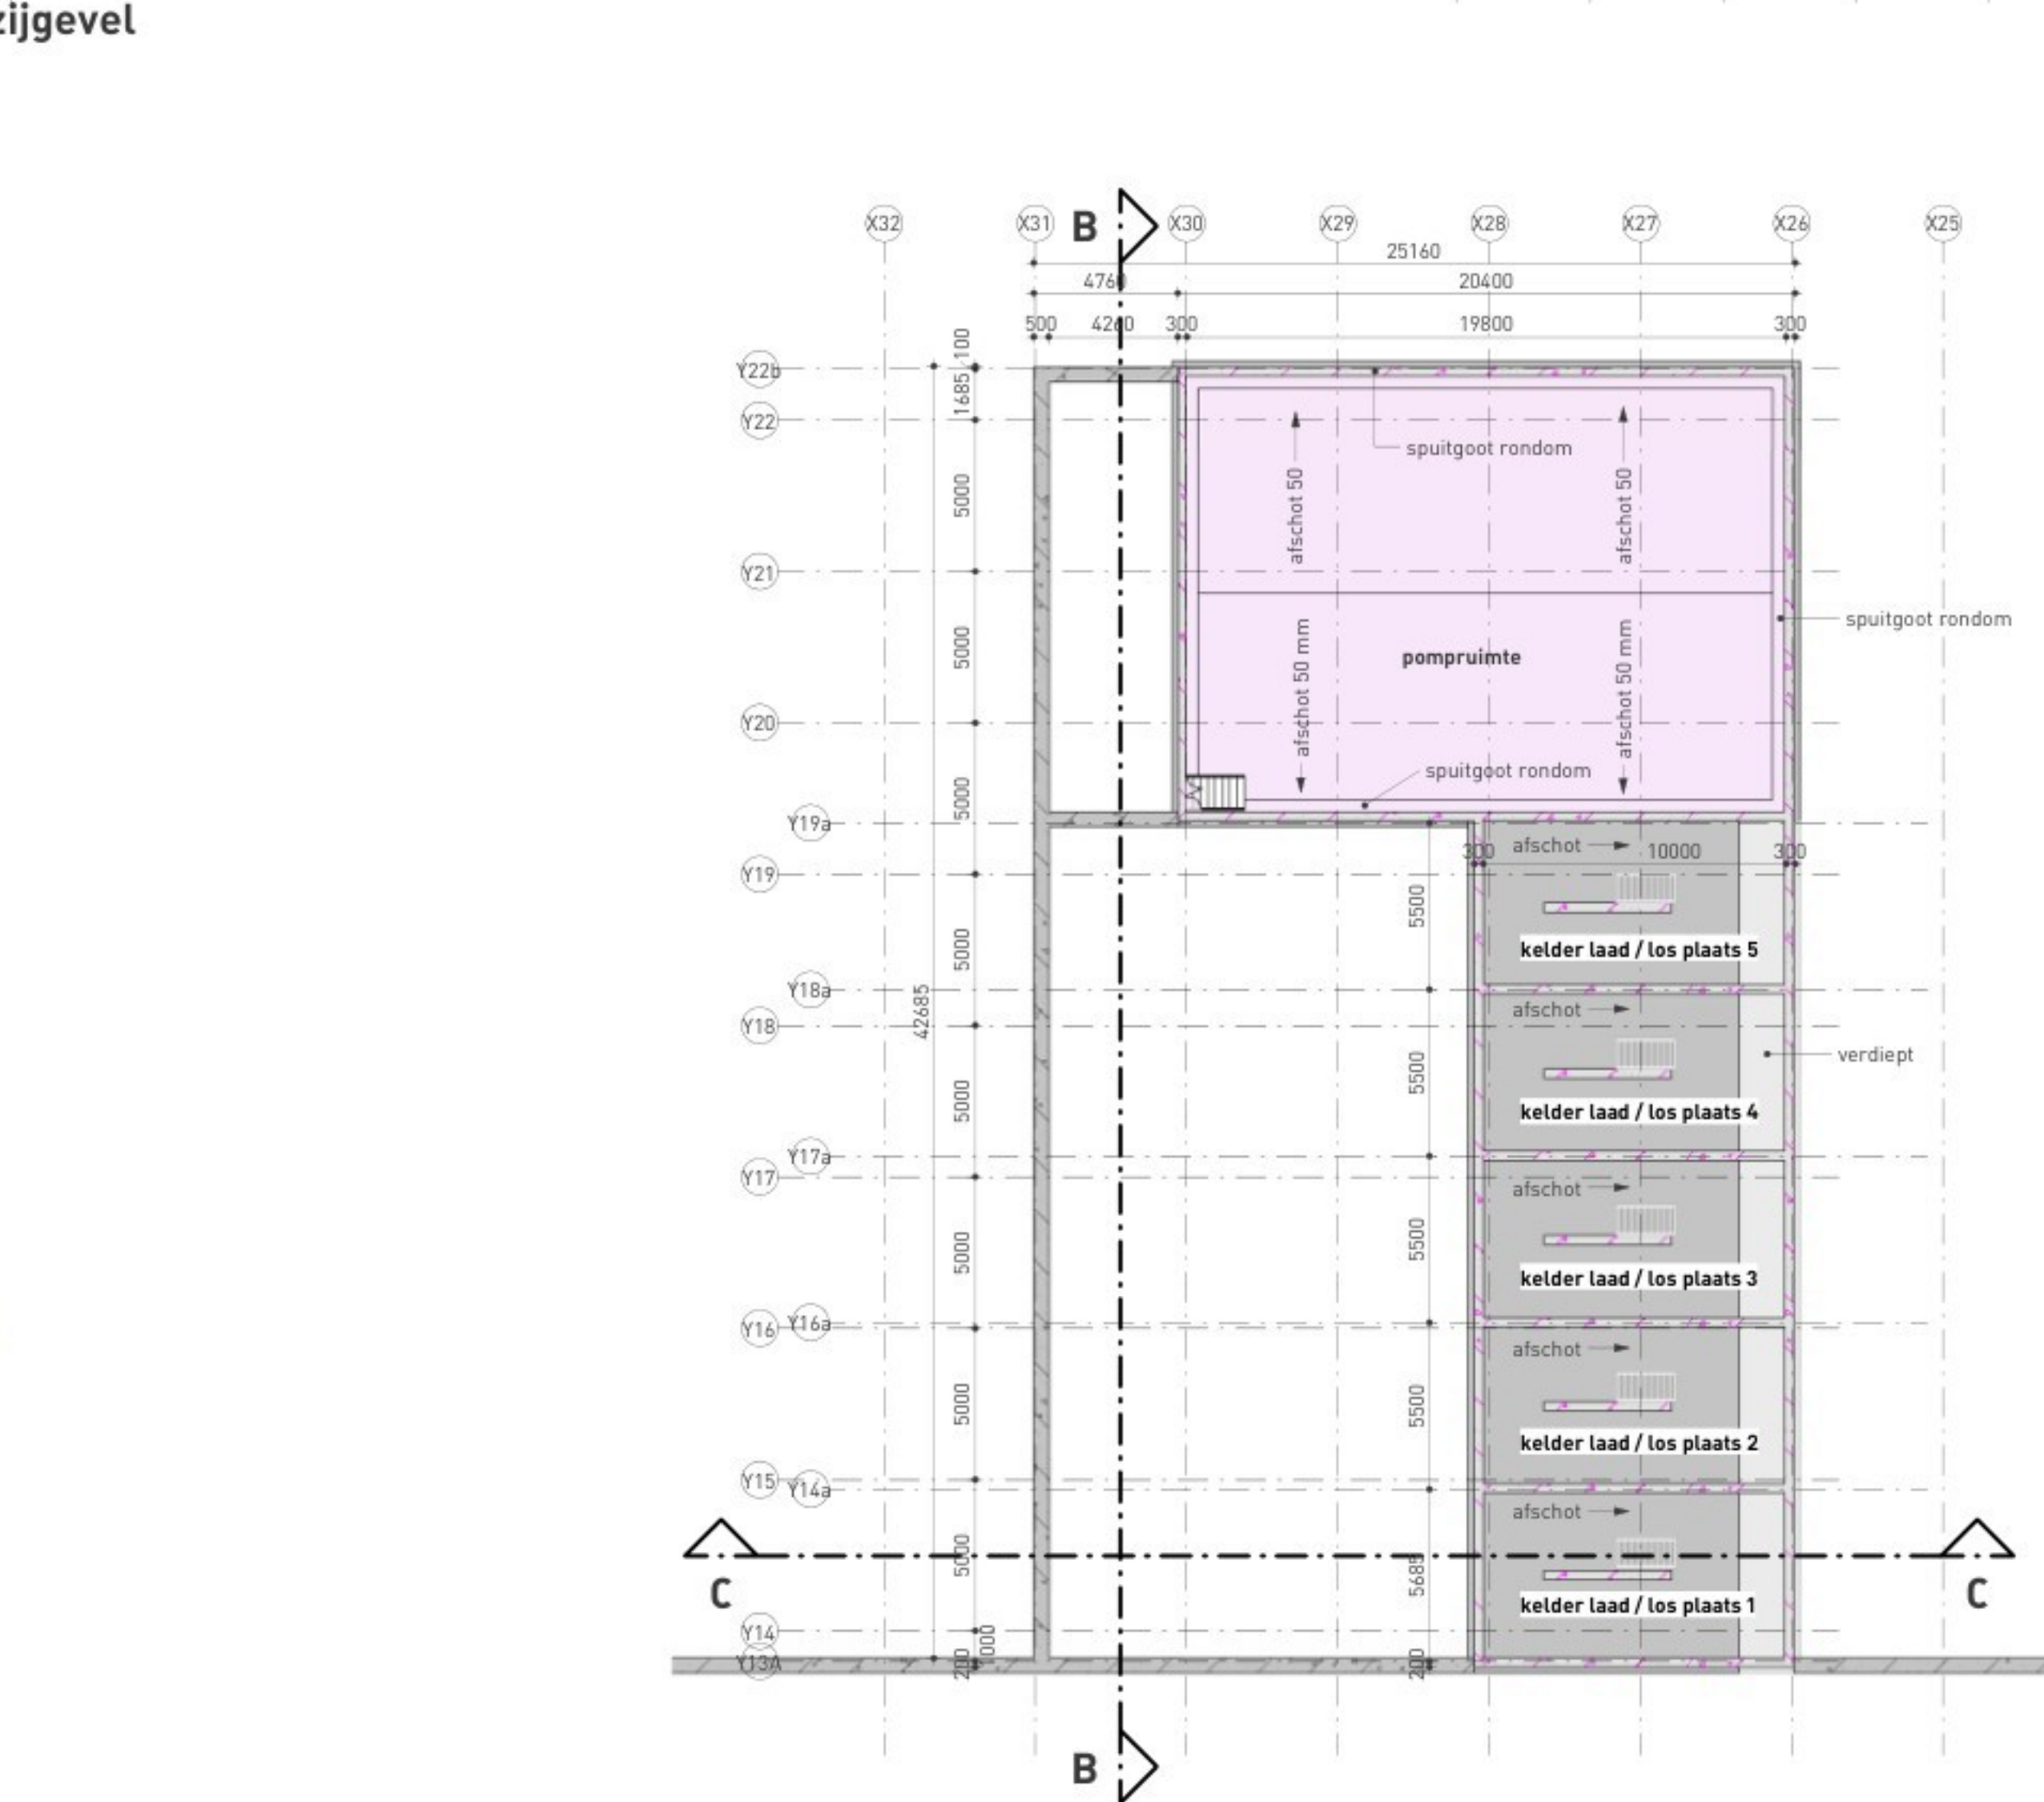 zijgevel
X32 X31 B X30 X29 X28 X27 X26 X25
25160
4760 20400
500 4260 300 19800 300
100
Y22b
1685
Y22
spuitgoot rondom
5000
afschot 50
afschot 50
Y21
spuitgoot rondom
5000
afschot 50 mm
pompruimte
afschot 50 mm
Y20
spuitgoot rondom
5000
Y19a
afschot
300 10000 300
Y19
5500
kelder laad / los plaats 5
5000
Y18a
42685
afschot
Y18
verdiept
5500
5000
kelder laad / los plaats 4
Y17a
Y17
afschot
5500
5000
kelder laad / los plaats 3
Y16 Y16a
afschot
5500
5000
kelder laad / los plaats 2
Y15 Y14a
afschot
5000
5685
C
C
kelder laad / los plaats 1
Y14
1000
Y13A
200
200
B